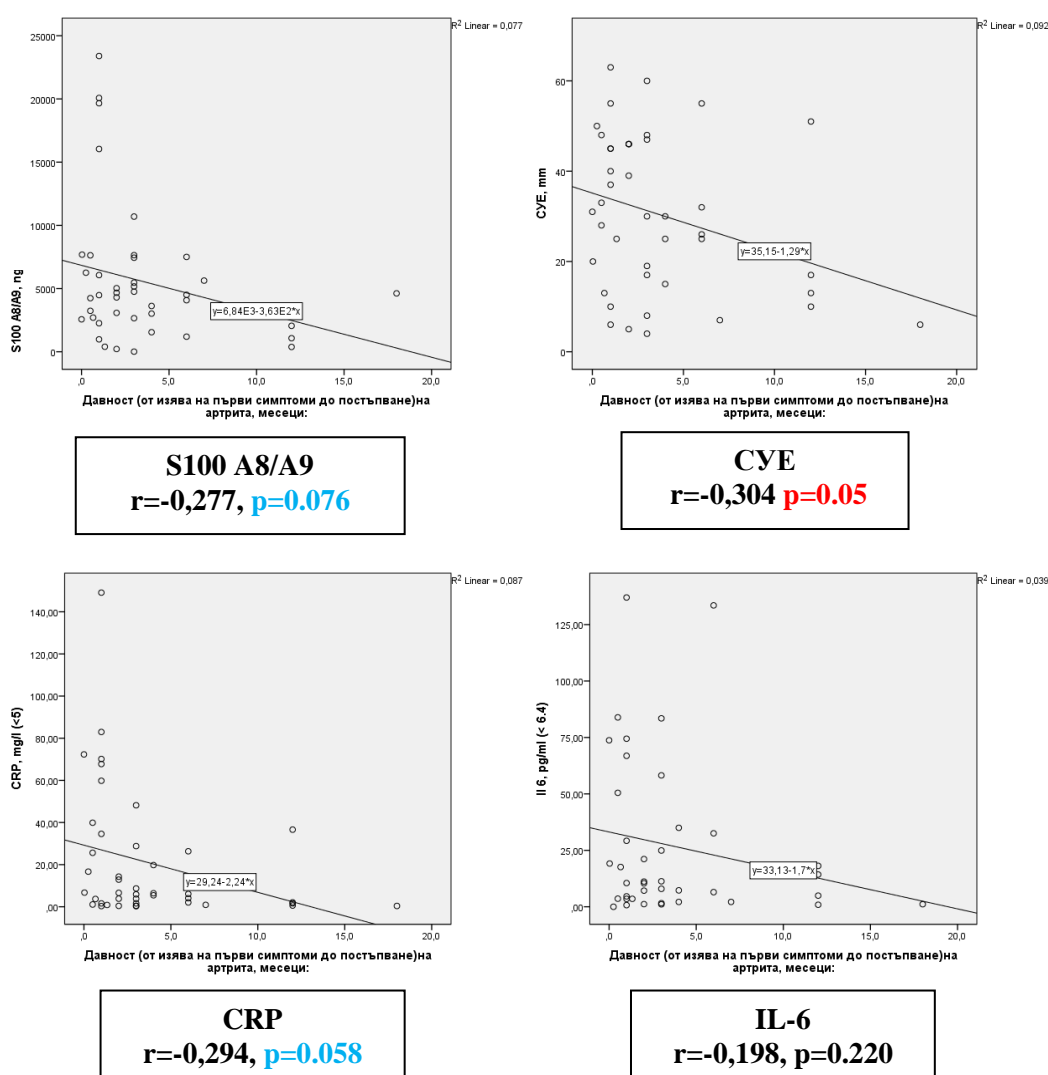 R² Linear = 0,077
25000
20000
15000
10000
5000
0
S100 A8/A9, ng
y=6,84E3-3,63E2*x
,0
5,0
10,0
15,0
20,0
Давност (от изява на първи симптоми до постъпване)на
артрита, месеци:
S100 A8/A9
r=-0,277, p=0.076
R² Linear = 0,092
60
40
20
0
СУЕ, mm
y=35,15-1,29*x
,0
5,0
10,0
15,0
20,0
Давност (от изява на първи симптоми до постъпване)на
артрита, месеци:
СУЕ
r=-0,304 p=0.05
R² Linear = 0,087
140,00
120,00
100,00
80,00
60,00
40,00
20,00
,00
CRP, mg/l (<5)
y=29,24-2,24*x
,0
5,0
10,0
15,0
20,0
Давност (от изява на първи симптоми до постъпване)на
артрита, месеци:
CRP
r=-0,294, p=0.058
R² Linear = 0,039
125,00
100,00
75,00
50,00
25,00
,00
Il 6, pg/ml (< 6.4)
y=33,13-1,7*x
,0
5,0
10,0
15,0
20,0
Давност (от изява на първи симптоми до постъпване)на
артрита, месеци:
IL-6
r=-0,198, p=0.220